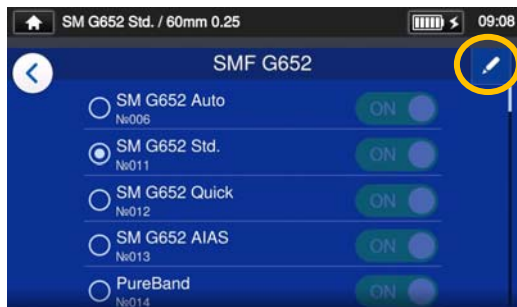 SM G652 Std. / 60mm 0.25
09:08
SMF G652
SM G652 Auto
ON
№006
SM G652 Std.
ON
№011
SM G652 Quick
ON
№012
SM G652 AIAS
ON
№013
PureBand
ON
№014